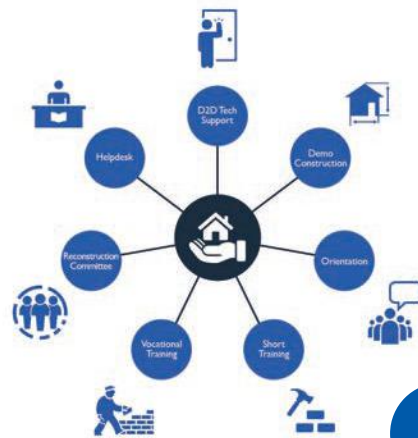 D2D Tech
Support
Helpdesk
Demo
Construction
Reconstruction
Committee
Orientation
Vocational
Training
Short
Training